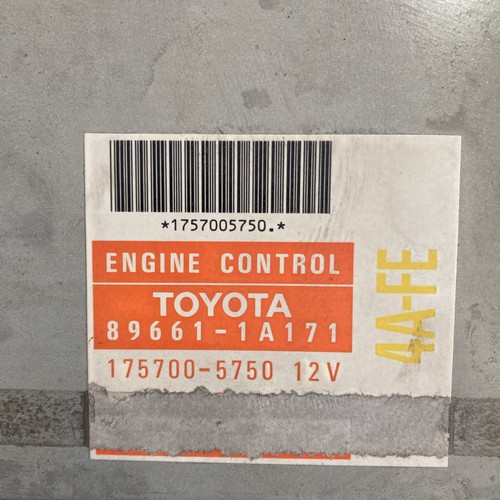 *1757005750.*
ENGINE CONTROL
TOYOTA
89661-1A171
175700-5750 12V
4A-FE